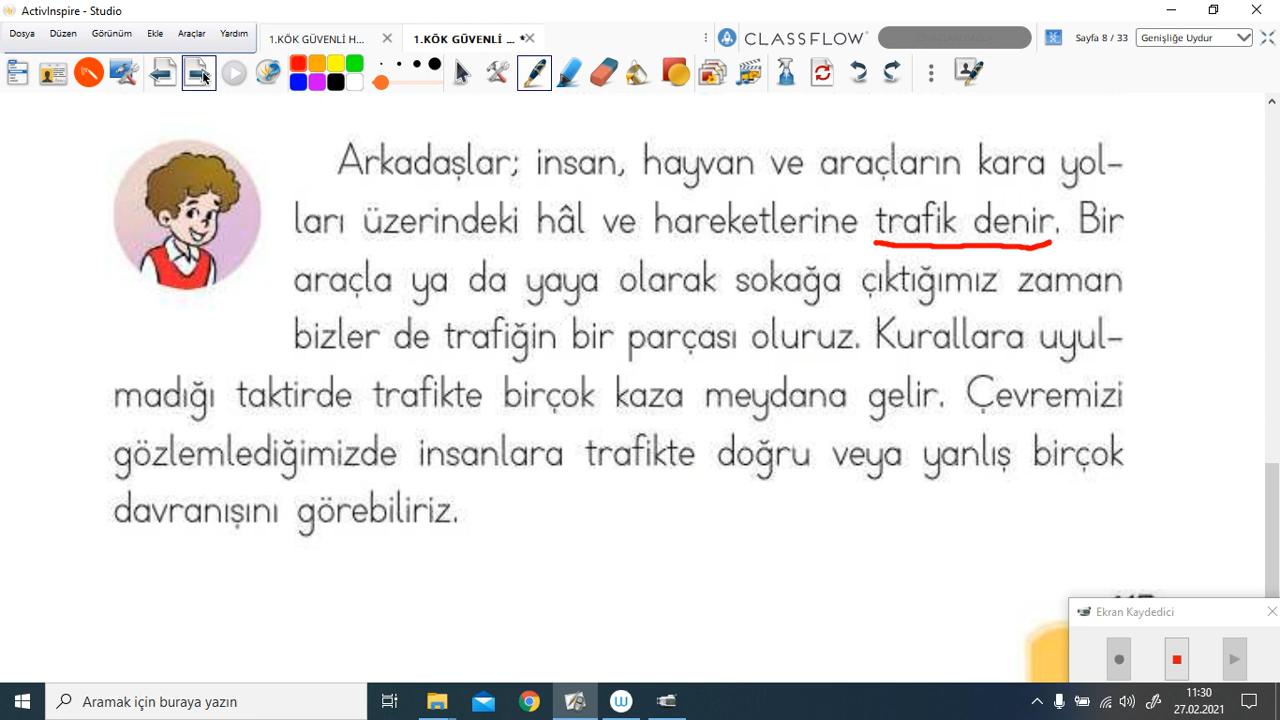 ActivInspire - Studio
Dosya Düzen Görünüm Ekle Araçlar Yardım
1.KÖK GÜVENLİ H... 1.KÖK GÜVENLİ ... *
CLASSFLOW
Sayfa 8 / 33 Genişliğe Uydur
Arkadaşlar; insan, hayvan ve araçların kara yol-
ları üzerindeki hâl ve hareketlerine trafik denir. Bir
araçla ya da yaya olarak sokağa çıktığımız zaman
bizler de trafiğin bir parçası oluruz. Kurallara uyul-
madığı taktirde trafikte birçok kaza meydana gelir. Çevremizi
gözlemlediğimizde insanlara trafikte doğru veya yanlış birçok
davranışını görebiliriz.
Ekran Kaydedici
Aramak için buraya yazın
11:30
27.02.2021